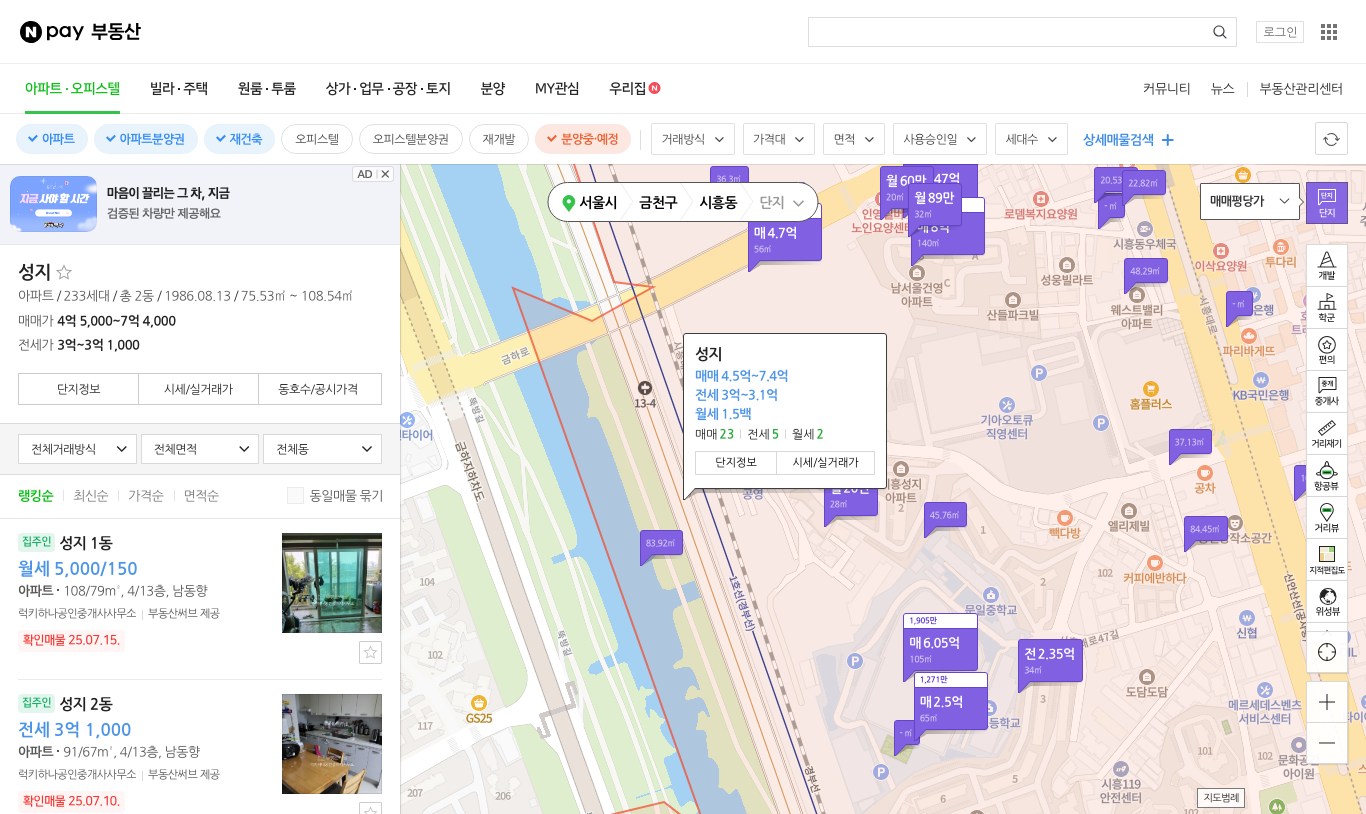 N pay 부동산
로그인
아파트 · 오피스텔
빌라 · 주택
원룸 · 투룸
상가 · 업무 · 공장 · 토지
분양
MY관심
우리집 N
커뮤니티
뉴스
부동산관리센터
아파트
아파트분양권
재건축
오피스텔
오피스텔분양권
재개발
분양중·예정
거래방식
가격대
면적
사용승인일
세대수
상세매물검색
AD
지금 사야 할 시간
마음이 끌리는 그 차, 지금
검증된 차량만 제공해요
성지
아파트 / 233세대 / 총 2동 / 1986.08.13 / 75.53㎡ ~ 108.54㎡
매매가 4억 5,000~7억 4,000
전세가 3억~3억 1,000
단지정보
시세/실거래가
동호수/공시가격
전체거래방식
전체면적
전체동
랭킹순
최신순
가격순
면적순
동일매물 묶기
집주인 성지 1동
월세 5,000/150
아파트 · 108/79㎡, 4/13층, 남동향
럭키하나공인중개사사무소 | 부동산써브 제공
확인매물 25.07.15.
집주인 성지 2동
전세 3억 1,000
아파트 · 91/67㎡, 4/13층, 남동향
럭키하나공인중개사사무소 | 부동산써브 제공
확인매물 25.07.10.
서울시
금천구
시흥동
단지
매매평당가
단지
개발
학군
편의
중개
중개사
거리재기
항공뷰
거리뷰
지적편집도
위성뷰
지도범례
성지
매매 4.5억~7.4억
전세 3억~3.1억
월세 1.5백
매매 23 | 전세 5 | 월세 2
단지정보
시세/실거래가
36.3㎡
매 4.7억
56㎡
월 60만
20㎡
47억
월 89만
32㎡
140㎡
20.53
22.82㎡
- ㎡
로뎀복지요양원
노인요양센
시흥동우체국
이삭요양원
투다리
48.29㎡
성웅빌라트
남서울건영
아파트
산들파크빌
웨스트밸리
아파트
- ㎡
은행
시흥대로
파리바게뜨
KB국민은행
홈플러스
기아오토큐
직영센터
37.13㎡
공차
금하로
뚝방길
금하지하차도
타이어
13-4
공영
흥성지
아파트
2
28㎡
45.76㎡
1
빽다방
엘리제빌
84.45㎡
작소공간
83.92㎡
1호선(경부선)
커피에반하다
102
2
문일중학교
신협
1,905만
매 6.05억
105㎡
전 2.35억
34㎡
1,271만
매 2.5억
65㎡
- ㎡
등학교
도담도담
3
메르세데스벤츠
서비스센터
101
102
5
6
시흥119
안전센터
문화
아이원
경부선
104
102
뚝방길
GS25
117
207
206
P
P
P
P